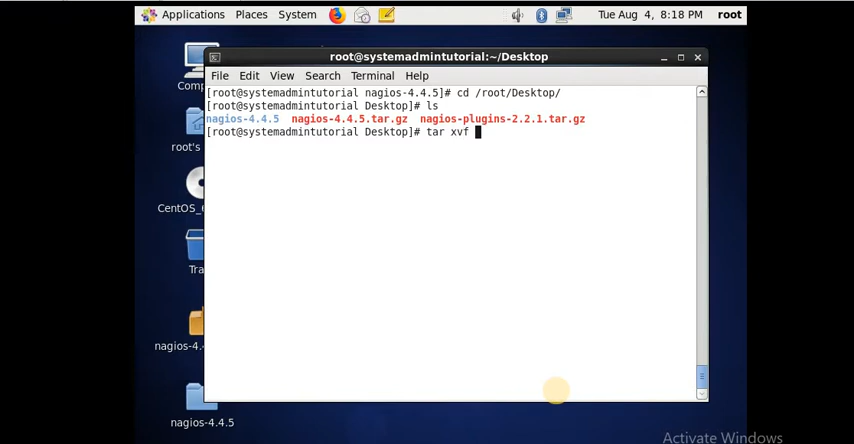 Applications Places System Tue Aug 4, 8:18 PM root
root@systemadmintutorial:~/Desktop
File Edit View Search Terminal Help
[root@systemadmintutorial nagios-4.4.5]# cd /root/Desktop/
[root@systemadmintutorial Desktop]# ls
nagios-4.4.5 nagios-4.4.5.tar.gz nagios-plugins-2.2.1.tar.gz
[root@systemadmintutorial Desktop]# tar xvf
Comp
root's
CentOS_6
Tra
nagios-4.4
nagios-4.4.5
Activate Windows